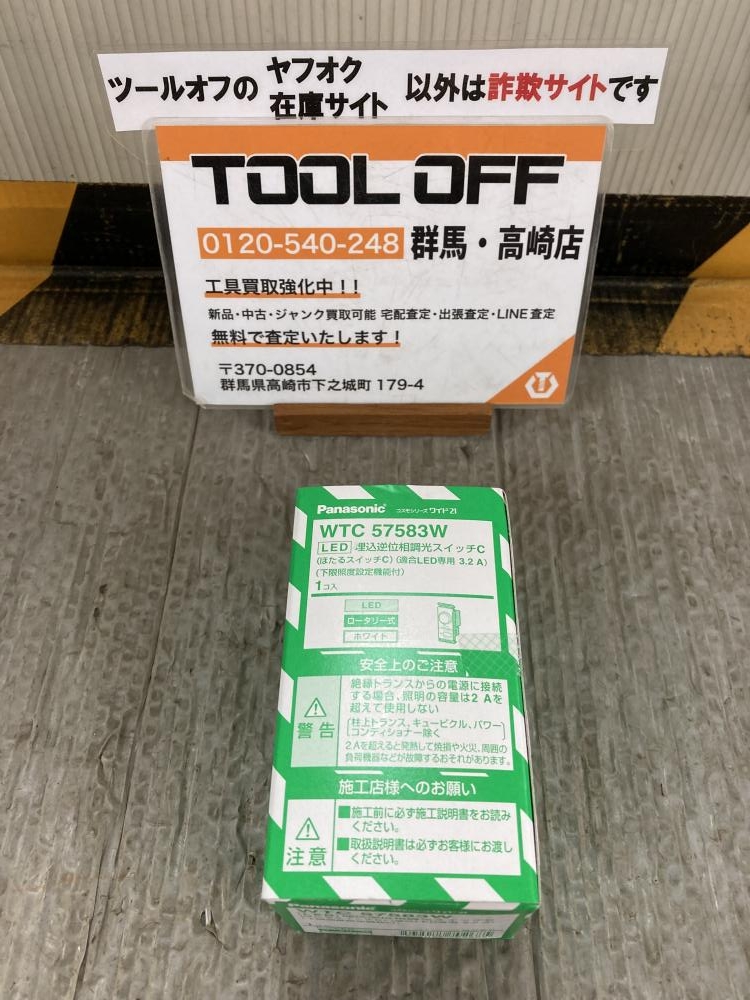 ツールオフの ヤフオク 在庫サイト 以外は詐欺サイトです
TOOL OFF
0120-540-248 群馬・高崎店
工具買取強化中！！
新品・中古・ジャンク買取可能 宅配査定・出張査定・LINE査定
無料で査定いたします！
〒370-0854
群馬県高崎市下之城町 179-4
Panasonic コスモシリーズ ワイド21
WTC 57583W
LED 埋込逆位相調光スイッチC
(ほたるスイッチC) (適合LED専用 3.2 A)
(下限照度設定機能付)
1コ入
LED
ロータリー式
ホワイト
安全上のご注意
警告
絶縁トランスからの電源に接続
する場合、照明の容量は2 Aを
超えて使用しない
柱上トランス、キュービクル、パワー
コンディショナー除く
2Aを超えると発熱して焼損や火災、周囲の
負荷機器などが故障するおそれがあります。
施工店様へのお願い
注意
■施工前に必ず施工説明書をお読み
ください。
■取扱説明書は必ずお客様にお渡し
ください。
Panasonic
WTC 57583W